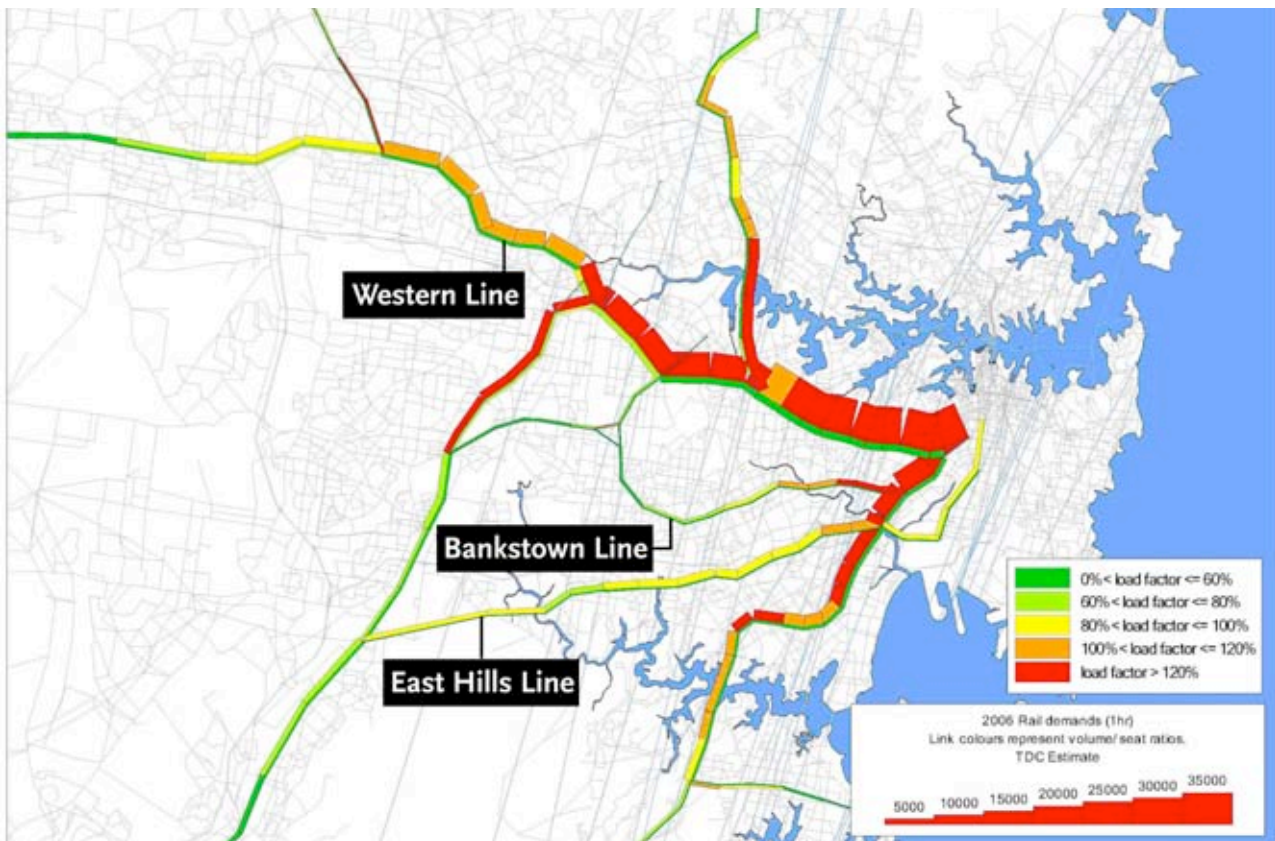 Western Line
Bankstown Line
East Hills Line
0% < load factor <= 60%
60% < load factor <= 80%
80% < load factor <= 100%
100% < load factor <= 120%
load factor > 120%
2006 Rail demands (1hr)
Link colours represent volume/ seat ratios.
TDC Estimate
5000 10000 15000 20000 25000 30000 35000